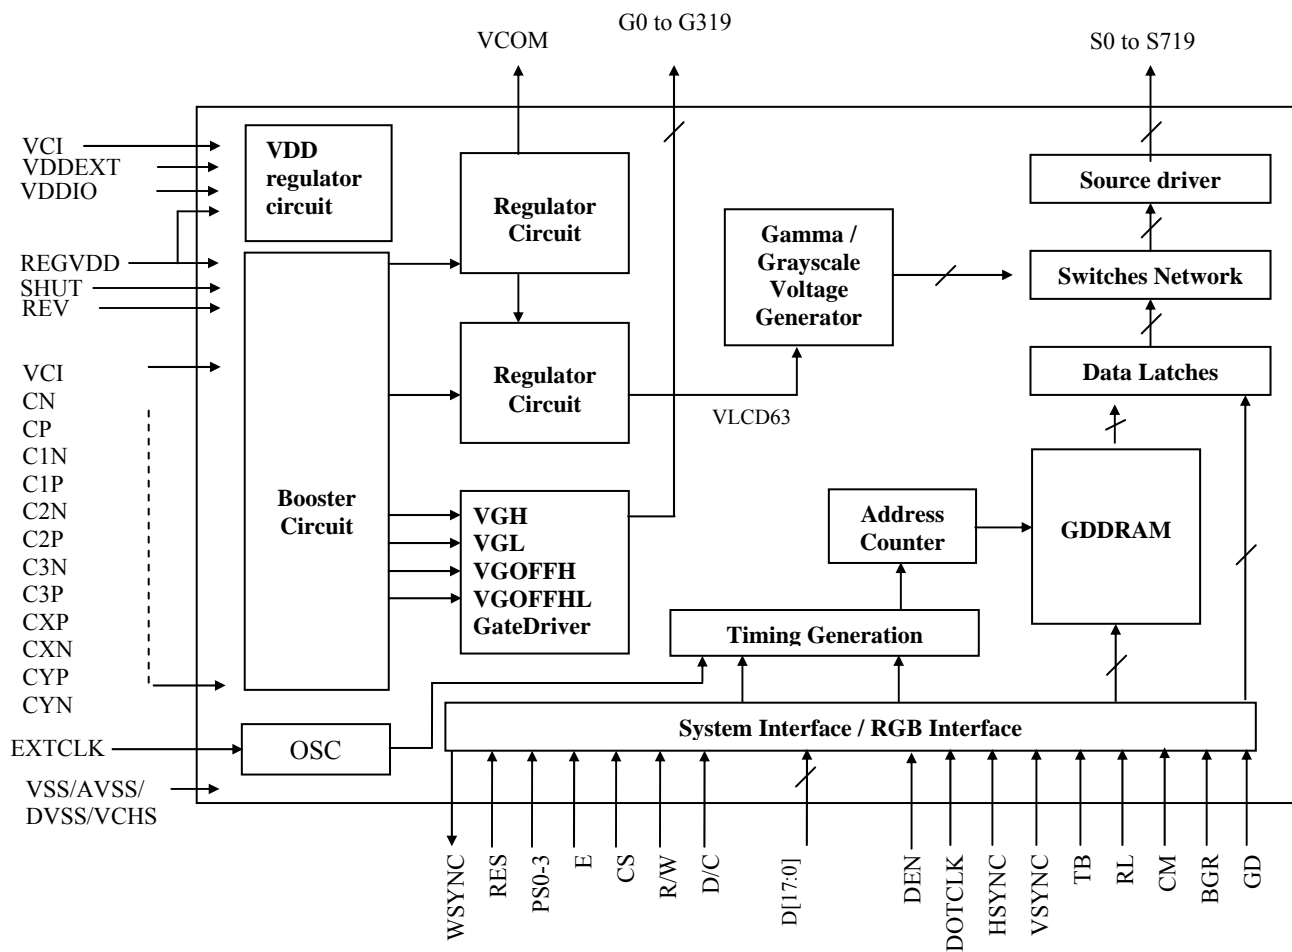 G0 to G319
VCOM
S0 to S719
VCI
VDDEXT
VDDIO
REGVDD
SHUT
REV
VCI
CN
CP
C1N
C1P
C2N
C2P
C3N
C3P
CXP
CXN
CYP
CYN
EXTCLK
VSS/AVSS/
DVSS/VCHS
VDD
regulator
circuit
Booster
Circuit
OSC
Regulator
Circuit
Regulator
Circuit
VLCD63
VGH
VGL
VGOFFH
VGOFFHL
GateDriver
Gamma /
Grayscale
Voltage
Generator
Source driver
Switches Network
Data Latches
GDDRAM
Address
Counter
Timing Generation
System Interface / RGB Interface
WSYNC
RES
PS0-3
E
CS
R/W
D/C
D[17:0]
DEN
DOTCLK
HSYNC
VSYNC
TB
RL
CM
BGR
GD